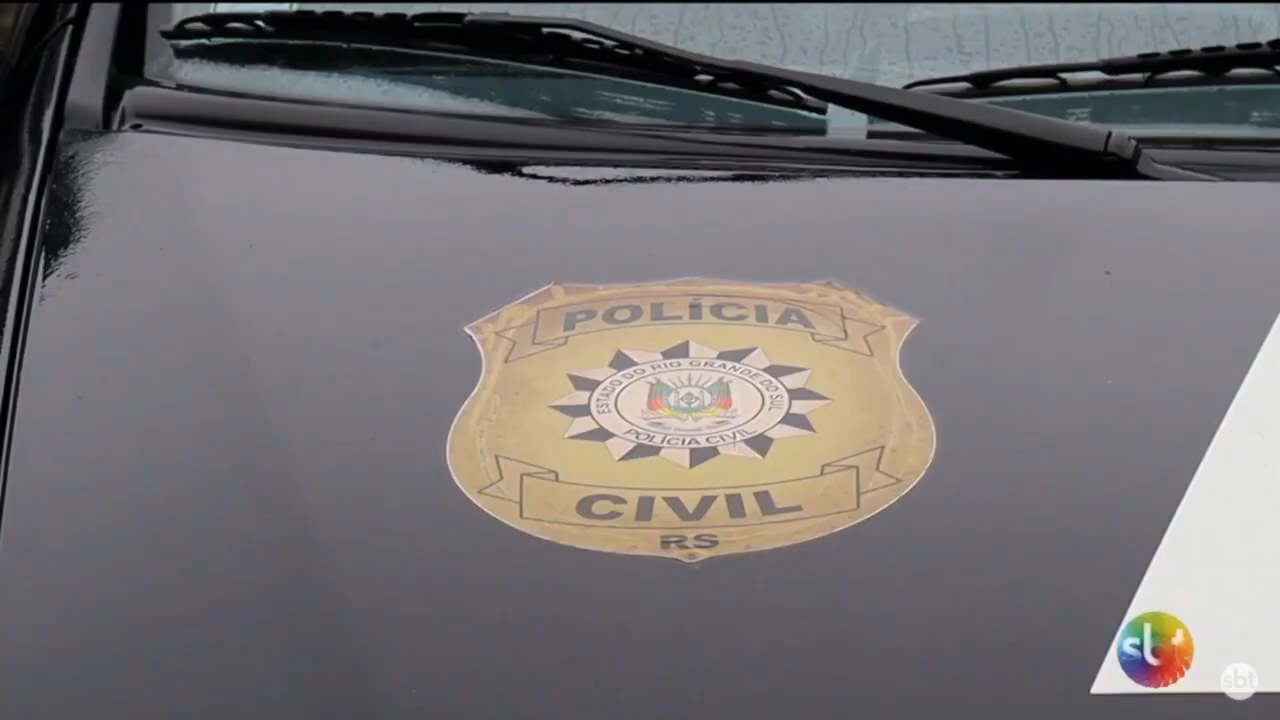 POLÍCIA
ESTADO DO RIO GRANDE DO SUL
POLÍCIA CIVIL
CIVIL
RS
sbt
sbt